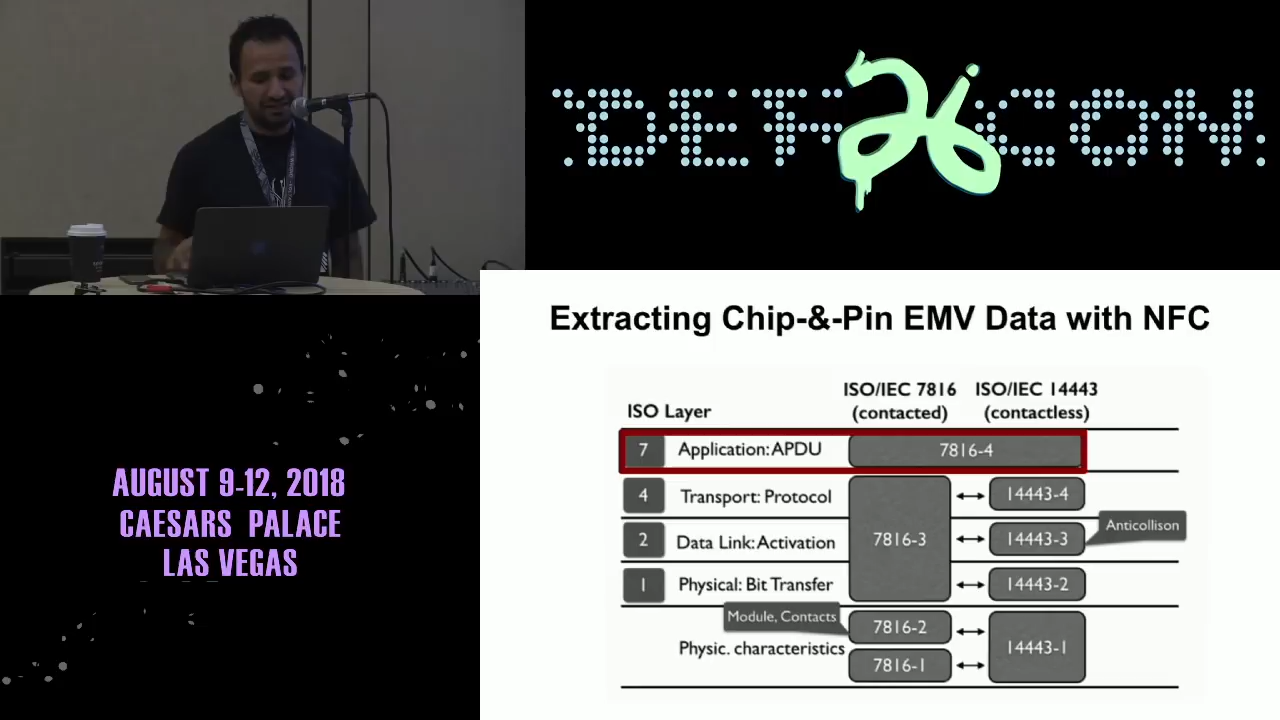 DEF 26 CON
AUGUST 9-12, 2018
CAESARS PALACE
LAS VEGAS
Extracting Chip-&-Pin EMV Data with NFC
ISO Layer
ISO/IEC 7816
(contacted)
ISO/IEC 14443
(contactless)
7 Application: APDU 7816-4
4 Transport: Protocol 14443-4
2 Data Link: Activation 7816-3 14443-3 Anticollison
1 Physical: Bit Transfer 14443-2
Module, Contacts 7816-2
Physic. characteristics 14443-1
7816-1